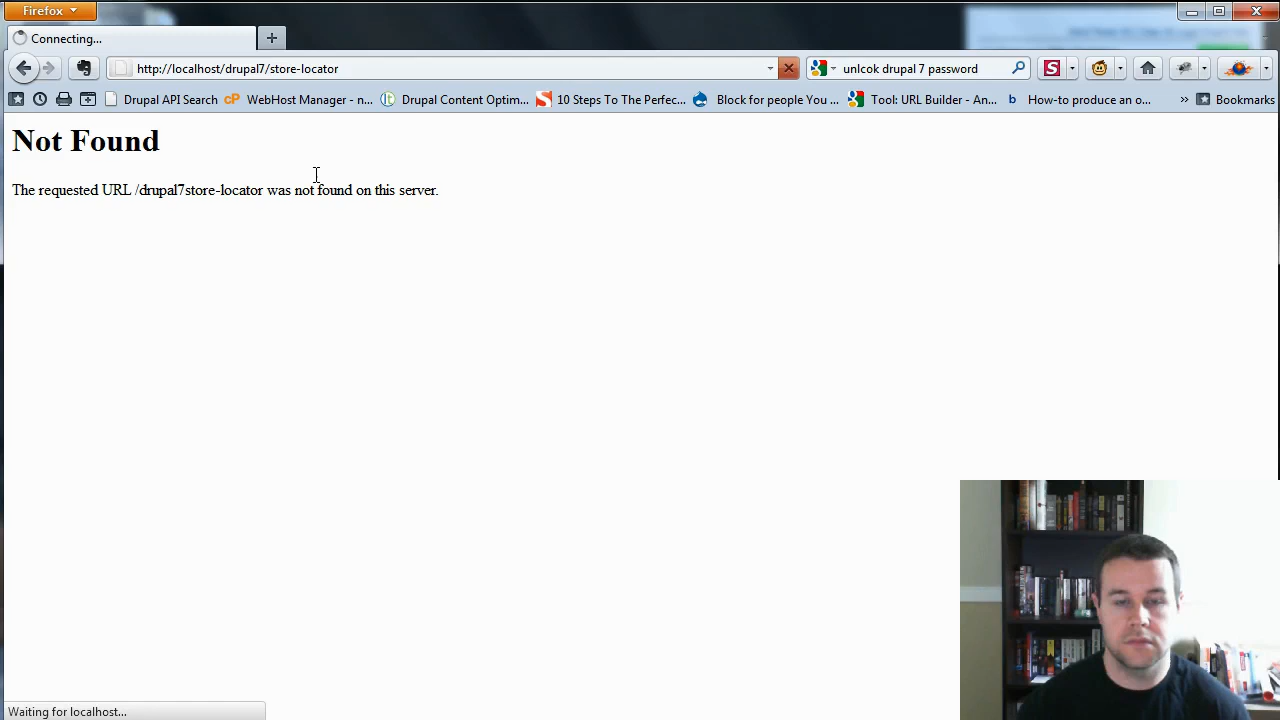 Firefox
Connecting...
http://localhost/drupal7/store-locator
unlcok drupal 7 password
Drupal API Search
cP WebHost Manager - n...
Drupal Content Optim...
10 Steps To The Perfec...
Block for people You ...
Tool: URL Builder - An...
b How-to produce an o...
» Bookmarks
Not Found
The requested URL /drupal7store-locator was not found on this server.
Waiting for localhost...